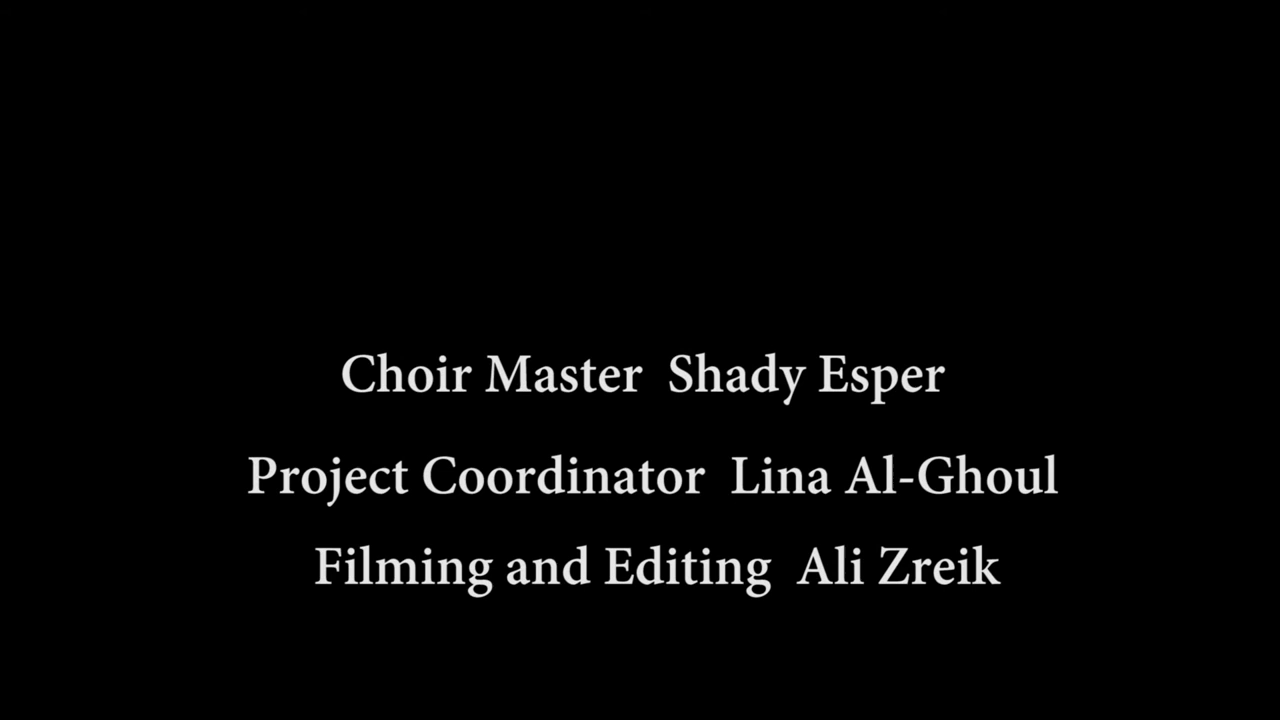 Choir Master  Shady Esper
Project Coordinator  Lina Al-Ghoul
Filming and Editing  Ali Zreik